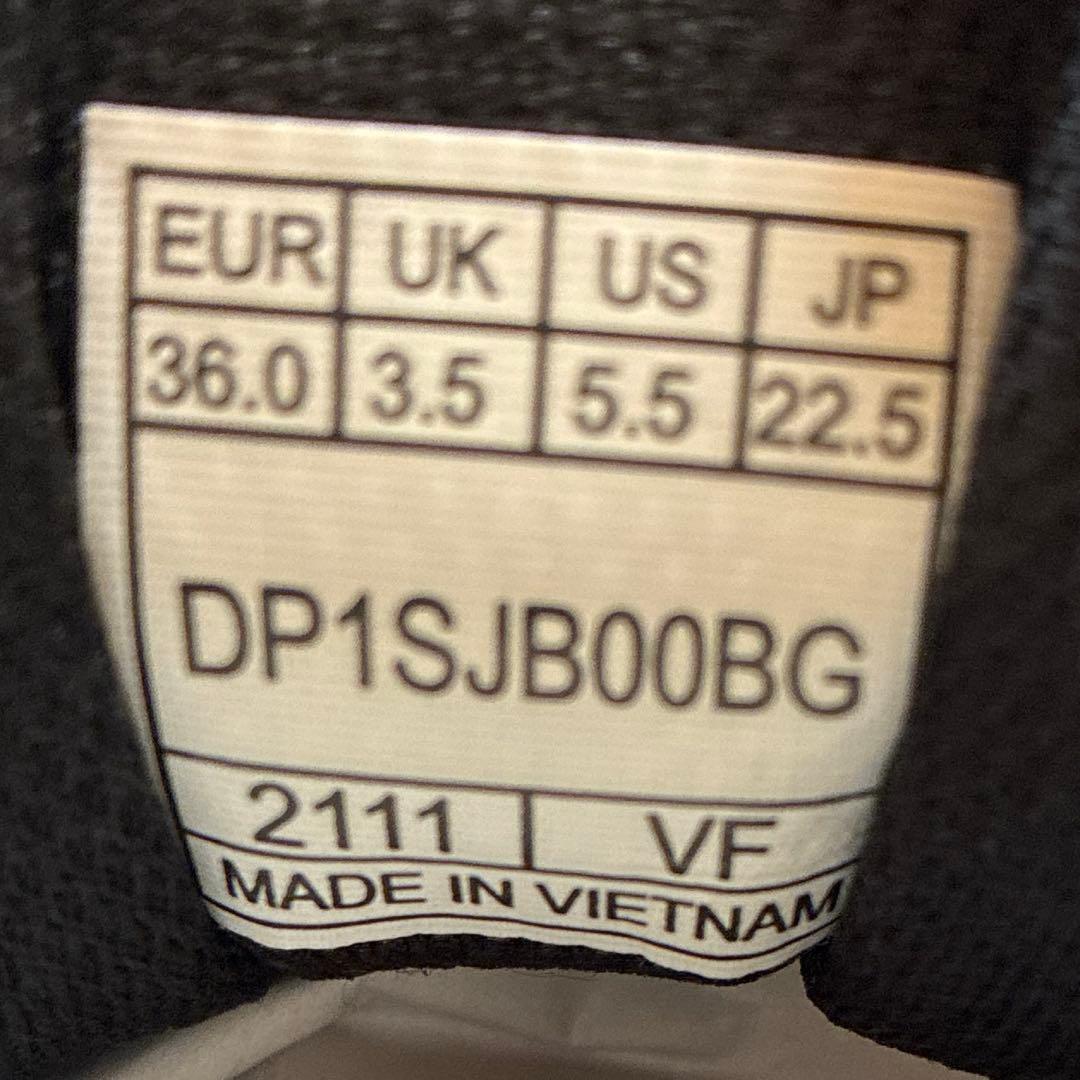 EUR UK US JP
36.0 3.5 5.5 22.5
DP1SJB00BG
2111 VF
MADE IN VIETNAM